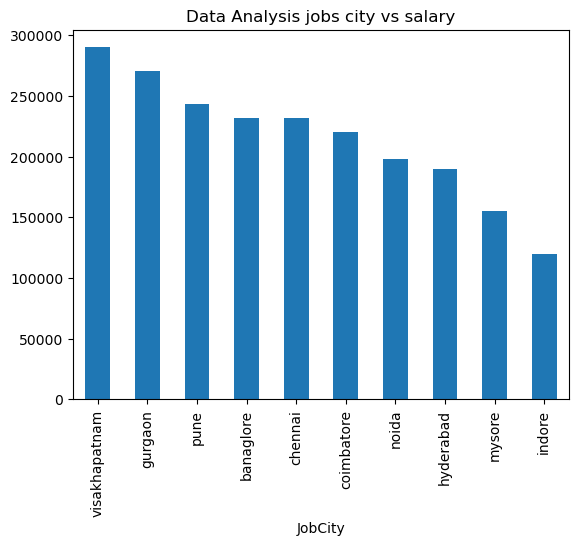 Data Analysis jobs city vs salary
300000
250000
200000
150000
100000
50000
0
visakhapatnam
gurgaon
pune
banaglore
chennai
coimbatore
noida
hyderabad
mysore
indore
JobCity